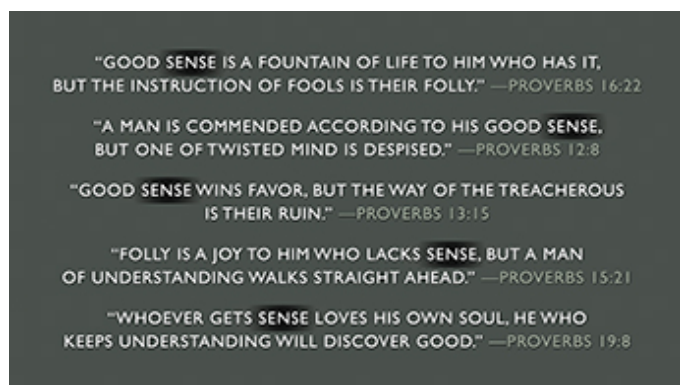 “GOOD SENSE IS A FOUNTAIN OF LIFE TO HIM WHO HAS IT,
BUT THE INSTRUCTION OF FOOLS IS THEIR FOLLY.” —PROVERBS 16:22
“A MAN IS COMMENDED ACCORDING TO HIS GOOD SENSE,
BUT ONE OF TWISTED MIND IS DESPISED.” —PROVERBS 12:8
“GOOD SENSE WINS FAVOR, BUT THE WAY OF THE TREACHEROUS
IS THEIR RUIN.” —PROVERBS 13:15
“FOLLY IS A JOY TO HIM WHO LACKS SENSE, BUT A MAN
OF UNDERSTANDING WALKS STRAIGHT AHEAD.” —PROVERBS 15:21
“WHOEVER GETS SENSE LOVES HIS OWN SOUL, HE WHO
KEEPS UNDERSTANDING WILL DISCOVER GOOD.” —PROVERBS 19:8